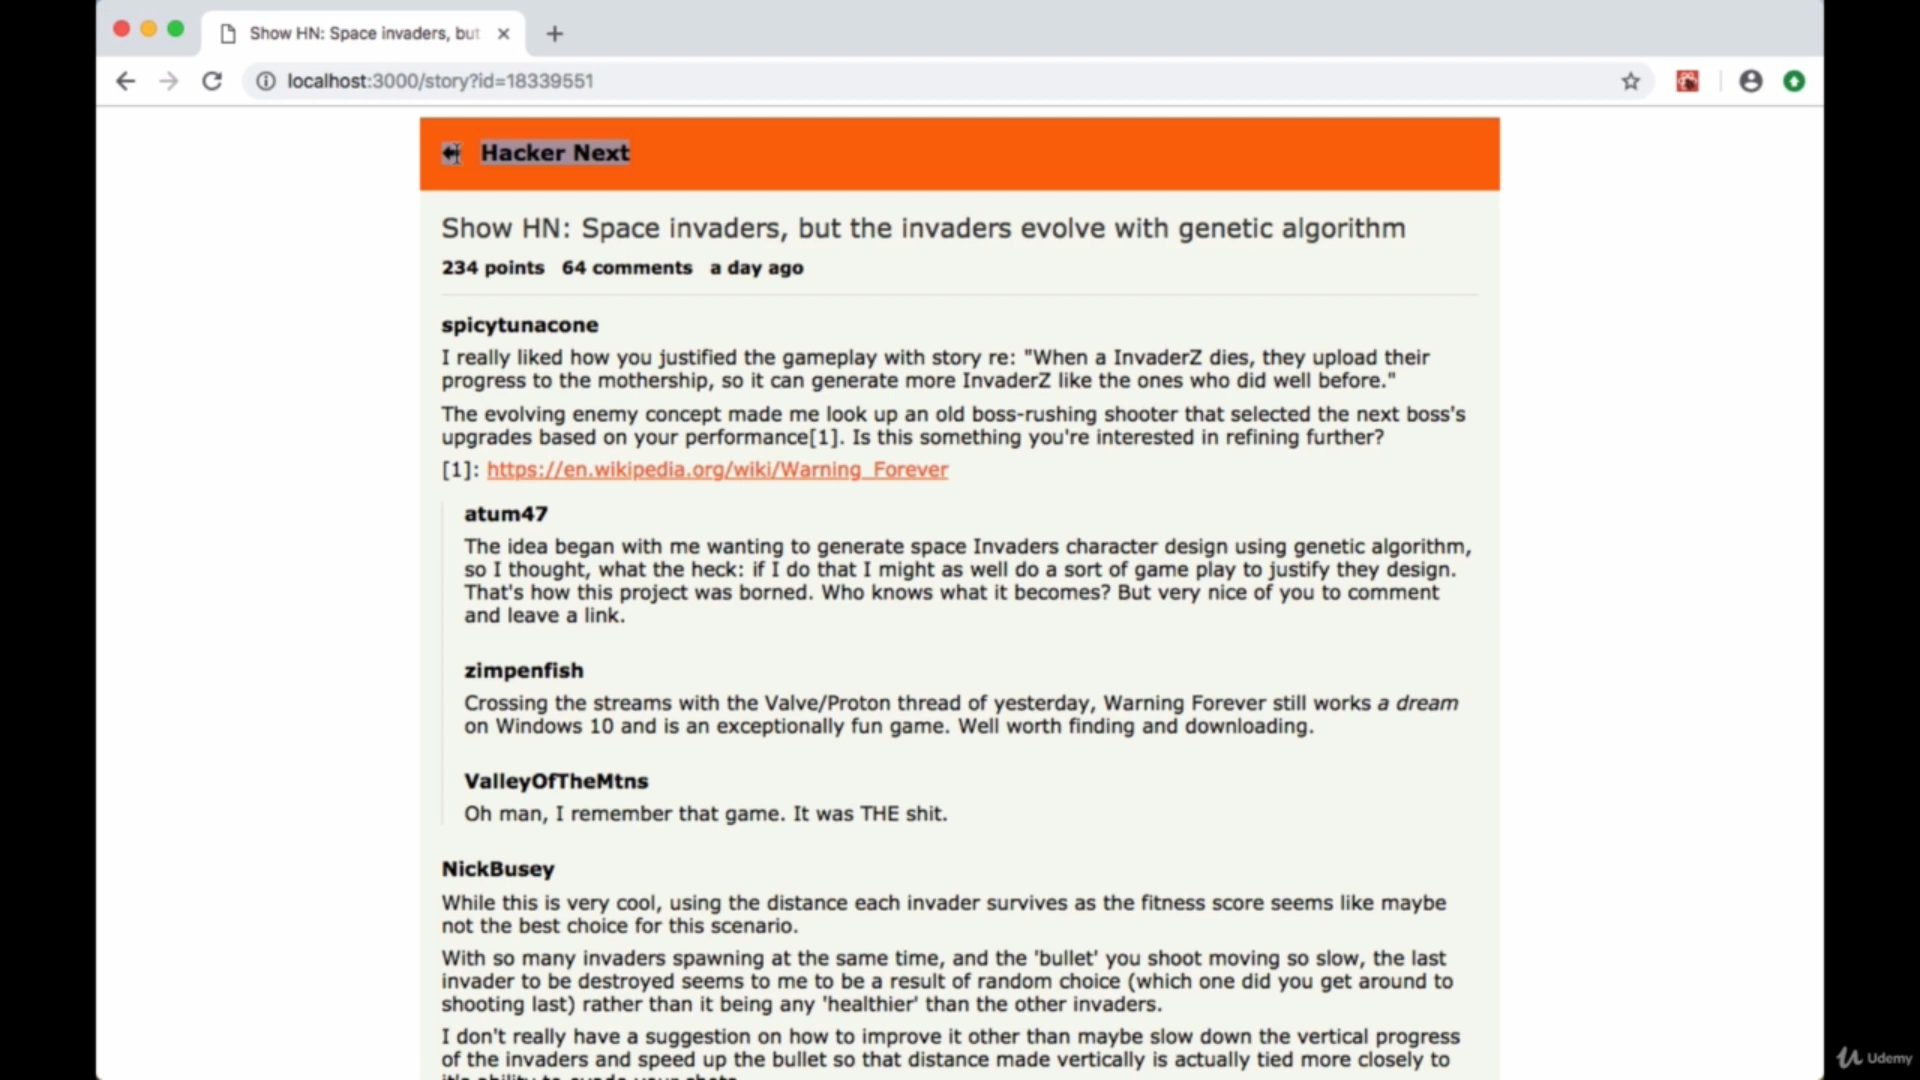 Show HN: Space invaders, but
localhost:3000/story?id=18339551
Hacker Next
Show HN: Space invaders, but the invaders evolve with genetic algorithm
234 points 64 comments a day ago
spicytunacone
I really liked how you justified the gameplay with story re: "When a InvaderZ dies, they upload their
progress to the mothership, so it can generate more InvaderZ like the ones who did well before."
The evolving enemy concept made me look up an old boss-rushing shooter that selected the next boss's
upgrades based on your performance[1]. Is this something you're interested in refining further?
[1]: https://en.wikipedia.org/wiki/Warning_Forever
atum47
The idea began with me wanting to generate space Invaders character design using genetic algorithm,
so I thought, what the heck: if I do that I might as well do a sort of game play to justify they design.
That's how this project was borned. Who knows what it becomes? But very nice of you to comment
and leave a link.
zimpenfish
Crossing the streams with the Valve/Proton thread of yesterday, Warning Forever still works a dream
on Windows 10 and is an exceptionally fun game. Well worth finding and downloading.
ValleyOfTheMtns
Oh man, I remember that game. It was THE shit.
NickBusey
While this is very cool, using the distance each invader survives as the fitness score seems like maybe
not the best choice for this scenario.
With so many invaders spawning at the same time, and the 'bullet' you shoot moving so slow, the last
invader to be destroyed seems to me to be a result of random choice (which one did you get around to
shooting last) rather than it being any 'healthier' than the other invaders.
I don't really have a suggestion on how to improve it other than maybe slow down the vertical progress
of the invaders and speed up the bullet so that distance made vertically is actually tied more closely to
it's ability to evade your shots
Udemy